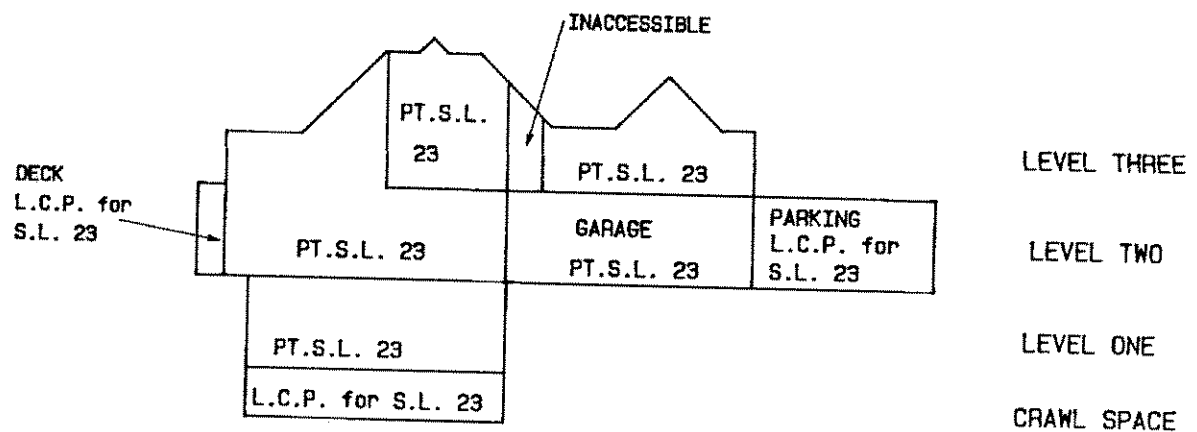 INACCESSIBLE
PT.S.L.
23
PT.S.L. 23
LEVEL THREE
DECK
L.C.P. for
S.L. 23
PT.S.L. 23
GARAGE
PT.S.L. 23
PARKING
L.C.P. for
S.L. 23
LEVEL TWO
PT.S.L. 23
LEVEL ONE
L.C.P. for S.L. 23
CRAWL SPACE